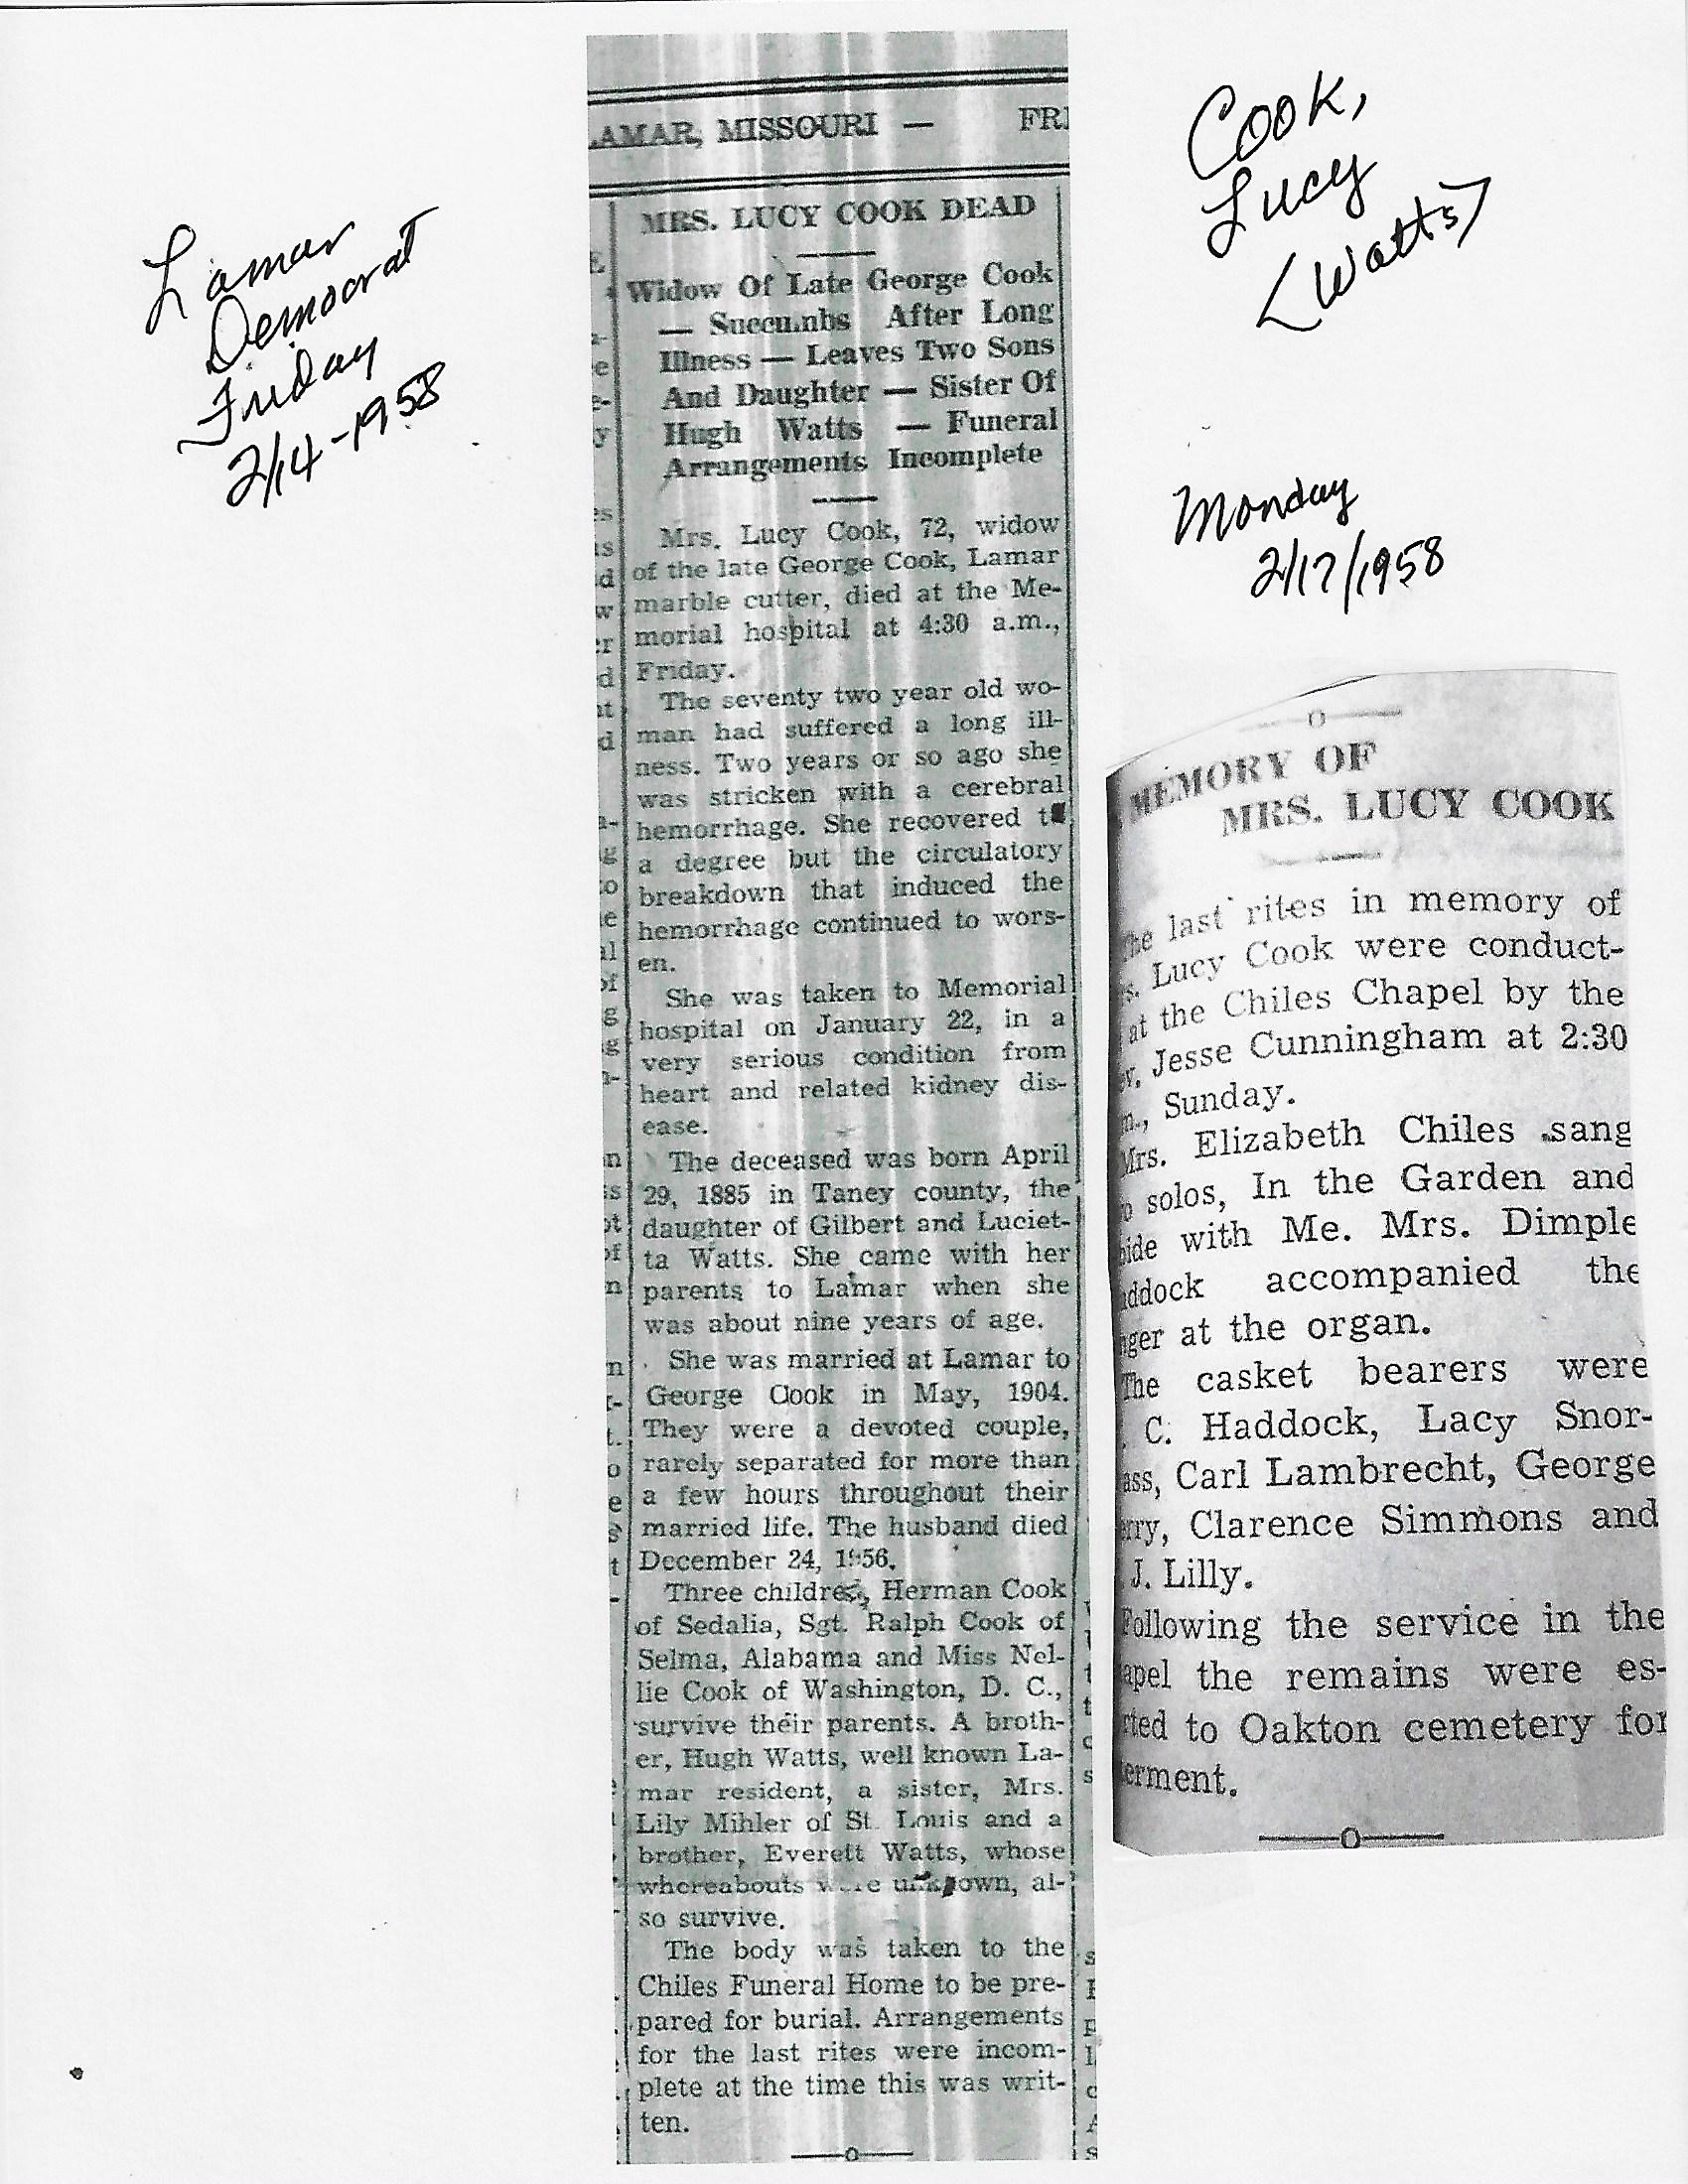 Lamar
Democrat
Friday
2/14-1958
LAMAR, MISSOURI —
MRS. LUCY COOK DEAD
Widow Of Late George Cook
— Succumbs After Long
Illness — Leaves Two Sons
And Daughter — Sister Of
Hugh Watts — Funeral
Arrangements Incomplete
Mrs. Lucy Cook, 72, widow
of the late George Cook, Lamar
marble cutter, died at the Me-
morial hospital at 4:30 a.m.,
Friday.
The seventy two year old wo-
man had suffered a long ill-
ness. Two years or so ago she
was stricken with a cerebral
hemorrhage. She recovered to
a degree but the circulatory
breakdown that induced the
hemorrhage continued to wors-
en.
She was taken to Memorial
hospital on January 22, in a
very serious condition from
heart and related kidney dis-
ease.
The deceased was born April
29, 1885 in Taney county, the
daughter of Gilbert and Luciet-
ta Watts. She came with her
parents to Lamar when she
was about nine years of age.
She was married at Lamar to
George Cook in May, 1904.
They were a devoted couple,
rarely separated for more than
a few hours throughout their
married life. The husband died
December 24, 1956.
Three children, Herman Cook
of Sedalia, Sgt. Ralph Cook of
Selma, Alabama and Miss Nel-
lie Cook of Washington, D. C.,
survive their parents. A broth-
er, Hugh Watts, well known La-
mar resident, a sister, Mrs.
Lily Mihler of St. Louis and a
brother, Everett Watts, whose
whereabouts were unknown, al-
so survive.
The body was taken to the
Chiles Funeral Home to be pre-
pared for burial. Arrangements
for the last rites were incom-
plete at the time this was writ-
ten.
Cook,
Lucy
(Watts)
Monday
2/17/1958
MEMORY OF
MRS. LUCY COOK
he last rites in memory of
s. Lucy Cook were conduct-
at the Chiles Chapel by the
v. Jesse Cunningham at 2:30
m., Sunday.
Mrs. Elizabeth Chiles sang
o solos, In the Garden and
bide with Me. Mrs. Dimple
addock accompanied the
nger at the organ.
The casket bearers were
C. Haddock, Lacy Snor-
ass, Carl Lambrecht, George
erry, Clarence Simmons and
J. Lilly.
Following the service in the
apel the remains were es-
rted to Oakton cemetery for
erment.